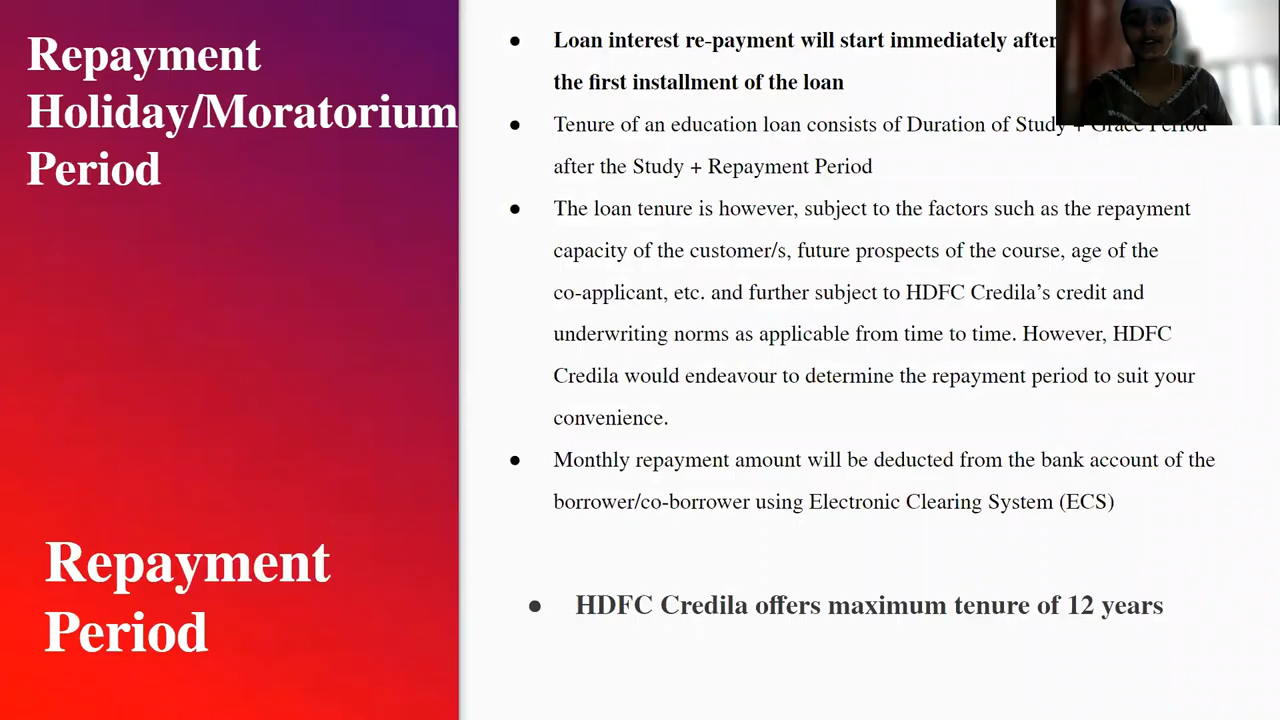 Repayment
Holiday/Moratorium
Period
● Loan interest re-payment will start immediately after
the first installment of the loan
● Tenure of an education loan consists of Duration of Study + Grace Period
after the Study + Repayment Period
● The loan tenure is however, subject to the factors such as the repayment
capacity of the customer/s, future prospects of the course, age of the
co-applicant, etc. and further subject to HDFC Credila’s credit and
underwriting norms as applicable from time to time. However, HDFC
Credila would endeavour to determine the repayment period to suit your
convenience.
● Monthly repayment amount will be deducted from the bank account of the
borrower/co-borrower using Electronic Clearing System (ECS)
Repayment
Period
● HDFC Credila offers maximum tenure of 12 years